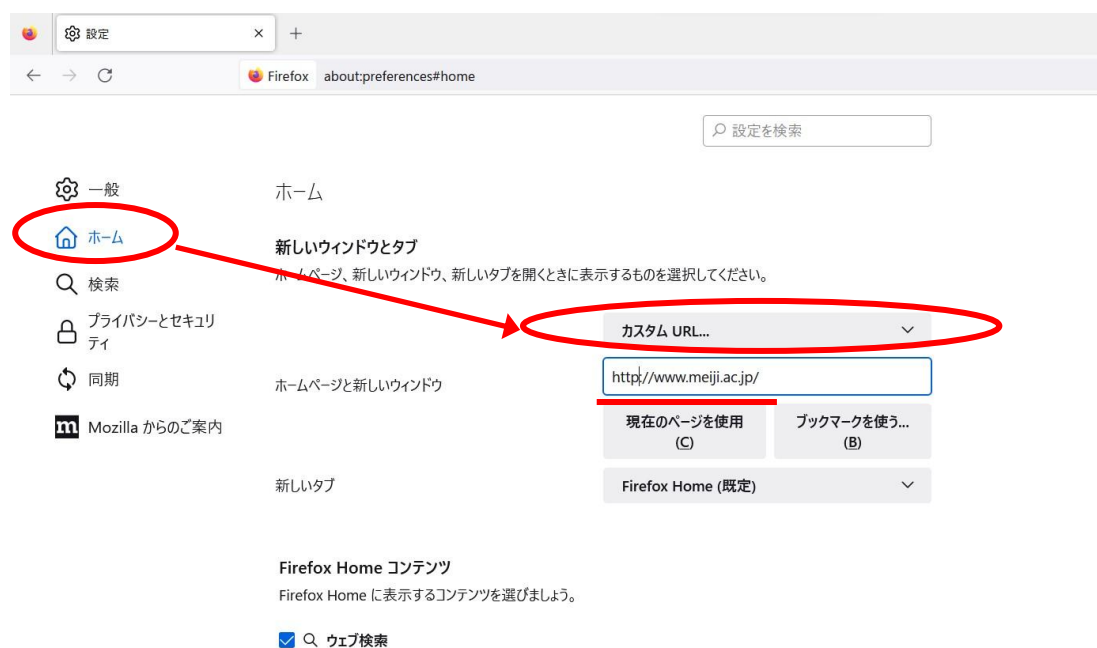 設定
Firefox about:preferences#home
設定を検索
一般
ホーム
検索
プライバシーとセキュリ
ティ
同期
Mozilla からのご案内
ホーム
新しいウィンドウとタブ
ホームページ、新しいウィンドウ、新しいタブを開くときに表示するものを選択してください。
カスタム URL...
ホームページと新しいウィンドウ
http://www.meiji.ac.jp/
現在のページを使用
(C)
ブックマークを使う...
(B)
新しいタブ
Firefox Home (既定)
Firefox Home コンテンツ
Firefox Home に表示するコンテンツを選びましょう。
ウェブ検索